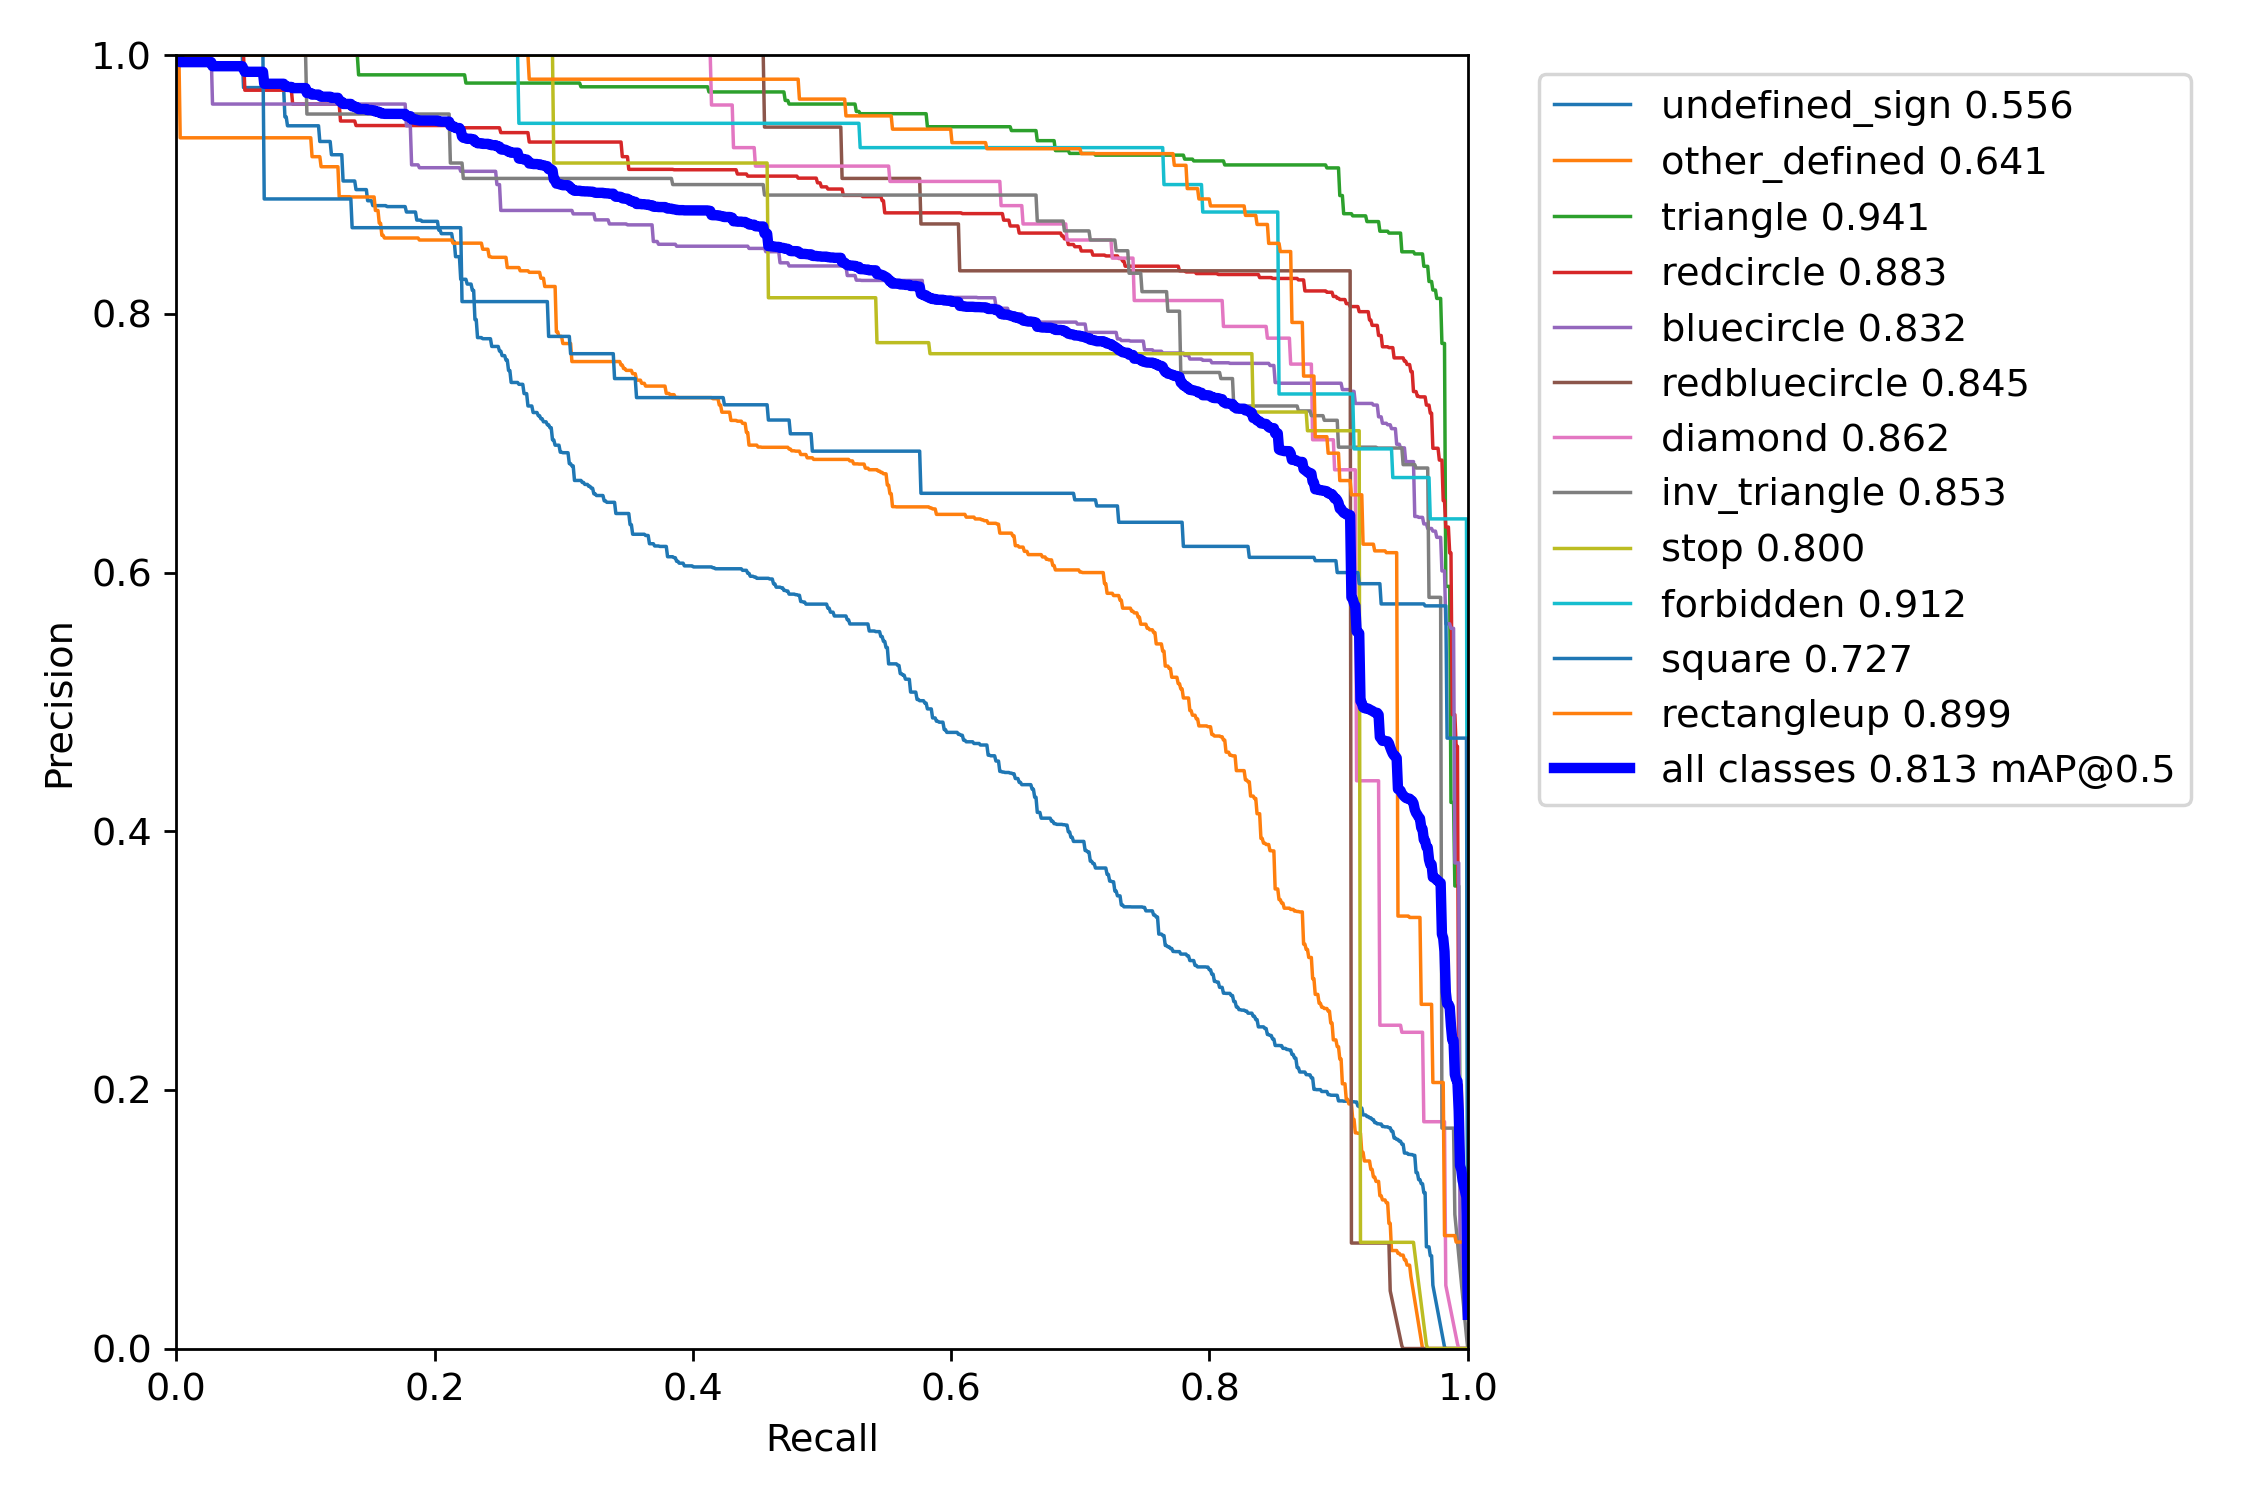 1.0
0.8
0.6
0.4
0.2
0.0
Precision
0.0 0.2 0.4 0.6 0.8 1.0
Recall
undefined_sign 0.556
other_defined 0.641
triangle 0.941
redcircle 0.883
bluecircle 0.832
redbluecircle 0.845
diamond 0.862
inv_triangle 0.853
stop 0.800
forbidden 0.912
square 0.727
rectangleup 0.899
all classes 0.813 mAP@0.5